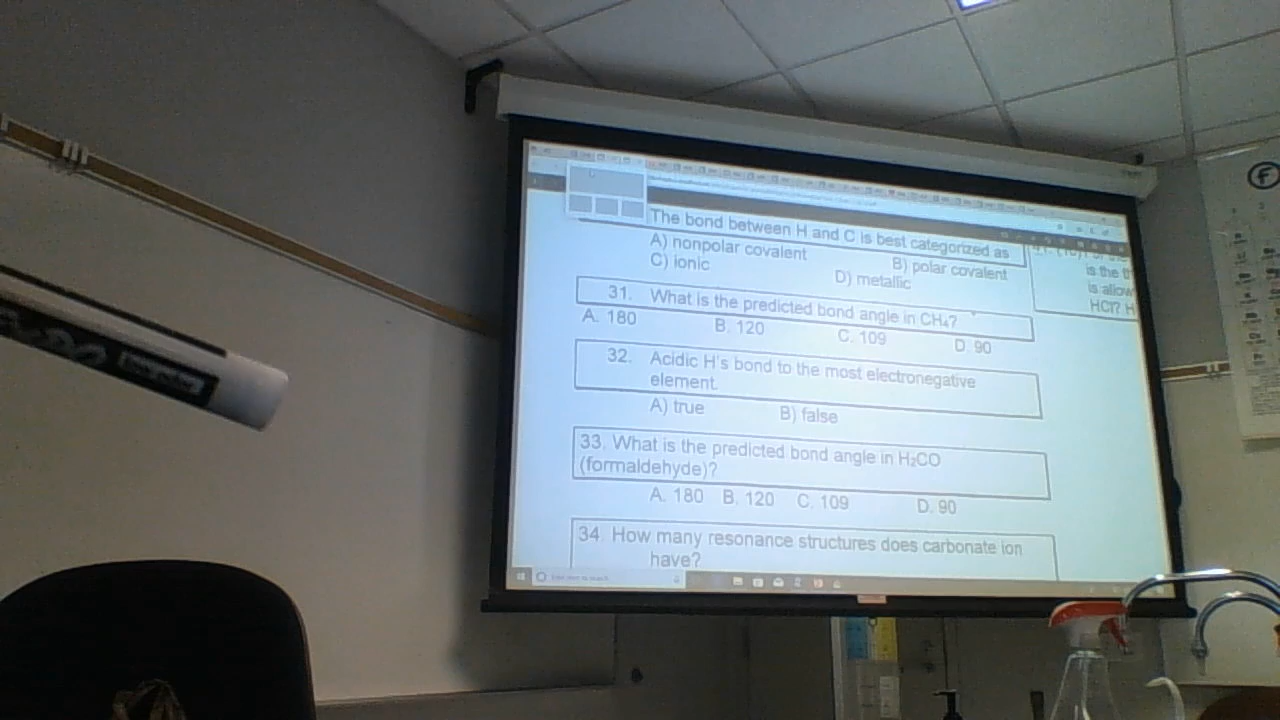 The bond between H and C is best categorized as
A) nonpolar covalent B) polar covalent
C) ionic D) metallic
31. What is the predicted bond angle in CH₄?
A. 180 B. 120 C. 109 D. 90
32. Acidic H's bond to the most electronegative
element.
A) true B) false
33. What is the predicted bond angle in H₂CO
(formaldehyde)?
A. 180 B. 120 C. 109 D. 90
34. How many resonance structures does carbonate ion
have?
is the
is allow
HCl? H
F